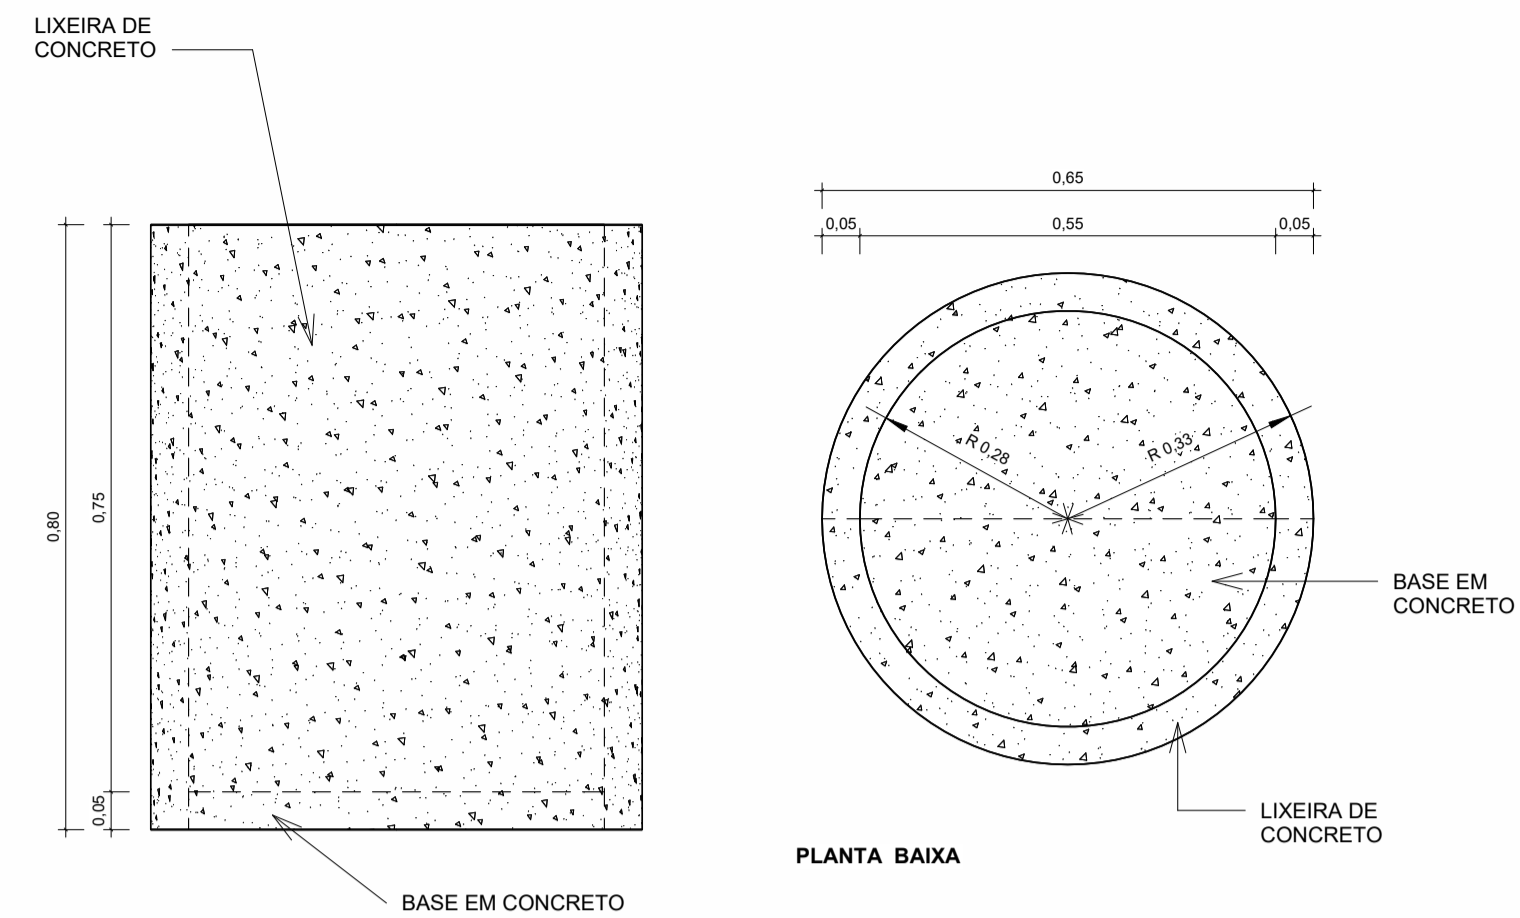 LIXEIRA DE
CONCRETO
0,80
0,75
0,05
BASE EM CONCRETO
0,65
0,05
0,55
0,05
R 0,28
R 0,33
BASE EM
CONCRETO
LIXEIRA DE
CONCRETO
PLANTA BAIXA